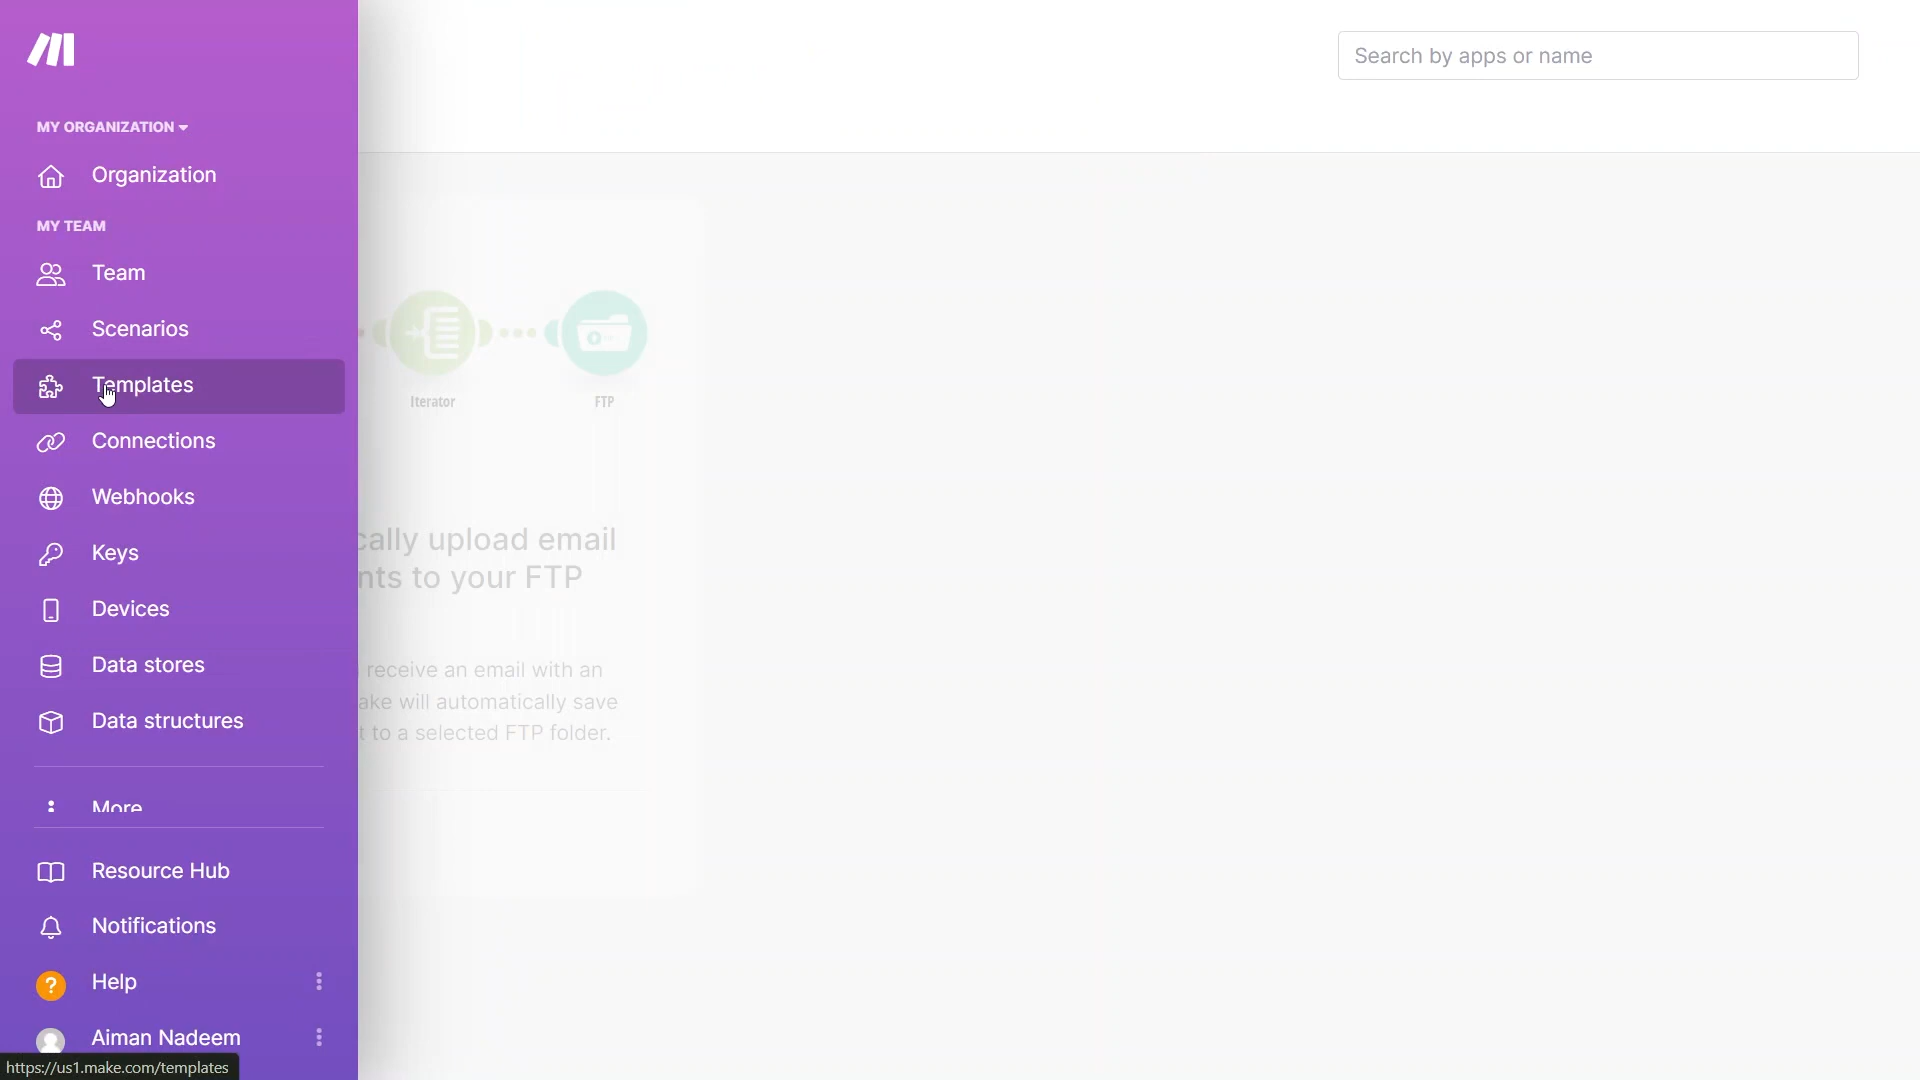 Search by apps or name
MY ORGANIZATION
Organization
MY TEAM
Team
Scenarios
Templates
Connections
Webhooks
Keys
Devices
Data stores
Data structures
More
Resource Hub
Notifications
? Help
Aiman Nadeem
https://us1.make.com/templates
Iterator
FTP
cally upload email
nts to your FTP
receive an email with an
ake will automatically save
t to a selected FTP folder.